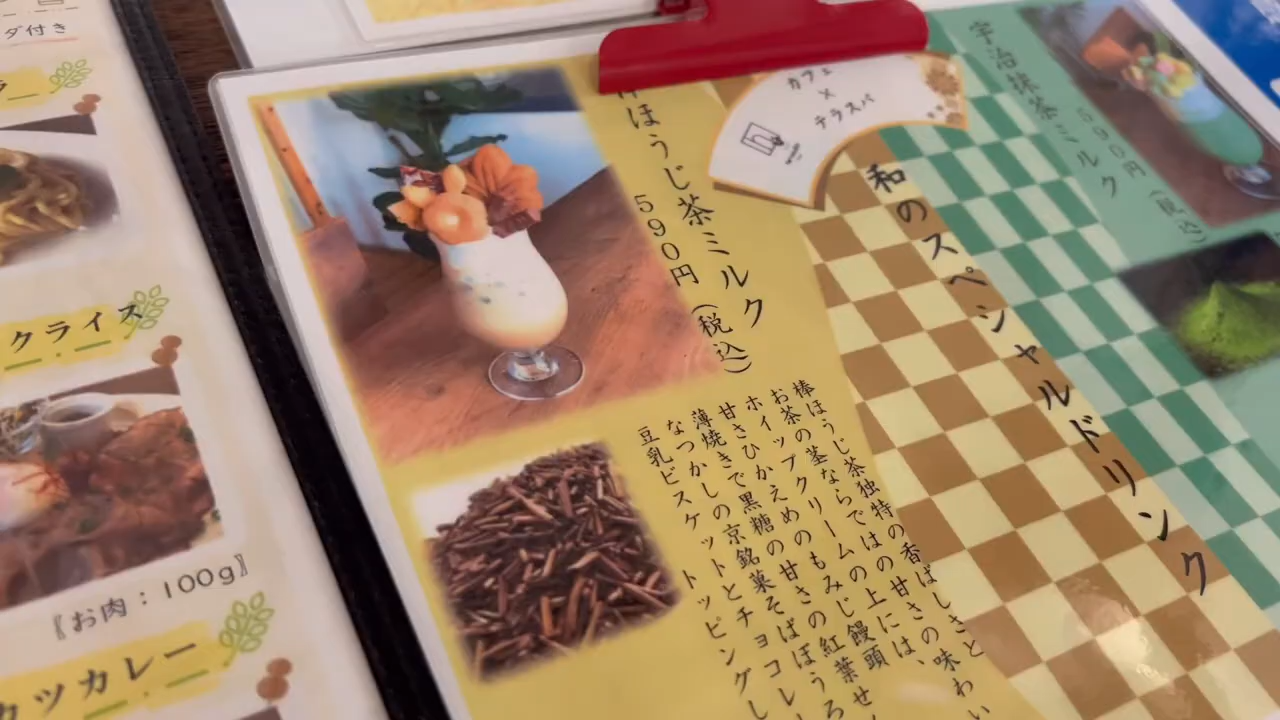 ダ付き
クライス
〖お肉：100g〗
カツカレー
カフェ
×
テラスパ
棒ほうじ茶ミルク
590円（税込）
棒ほうじ茶独特の香ばしさと
お茶の茎ならではの甘さの味わい
ホイップクリームの上には、
甘さひかえめのもみじ饅頭
薄焼きで黒糖の甘さの紅葉せん
なつかしの京銘菓そばぼうろ
豆乳ビスケットとチョコレ
トッピングし
和のスペシャルドリンク
宇治抹茶ミルク
590円（税込）